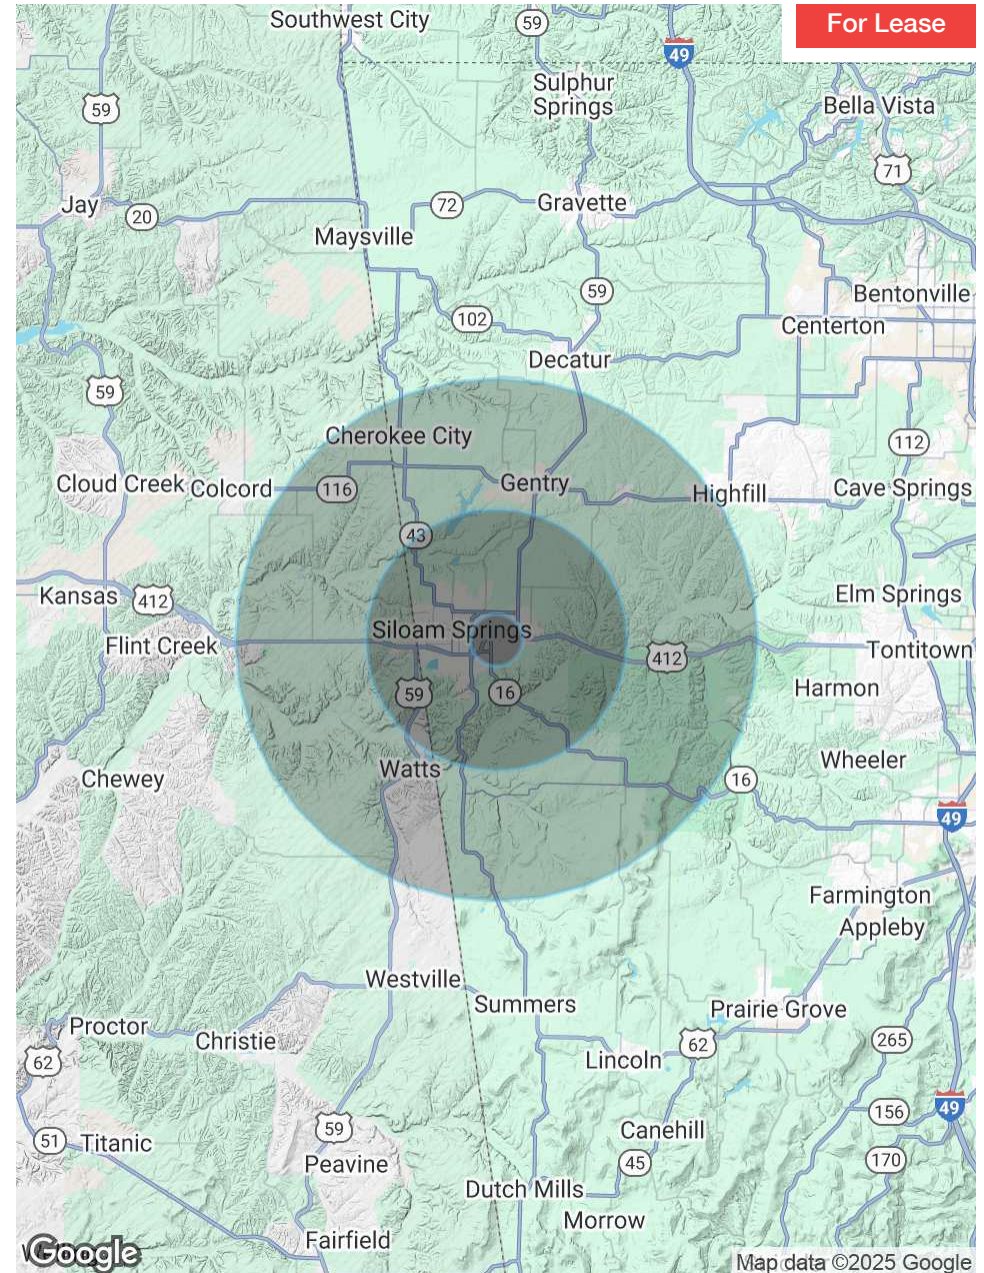 Southwest City
59
For Lease
49
Sulphur
Springs
59
Bella Vista
71
Jay
20
72
Gravette
Maysville
59
Bentonville
102
Centerton
Decatur
59
Cherokee City
112
Cloud Creek
Colcord
116
Gentry
Highfill
Cave Springs
43
Kansas
412
Elm Springs
Siloam Springs
Flint Creek
412
Tontitown
59
16
Harmon
Watts
Wheeler
Chewey
16
49
Farmington
Appleby
Westville
Summers
Prairie Grove
Proctor
Christie
62
265
62
Lincoln
49
156
59
Canehill
51
Titanic
Peavine
45
170
Dutch Mills
Morrow
Fairfield
Google
Map data ©2025 Google